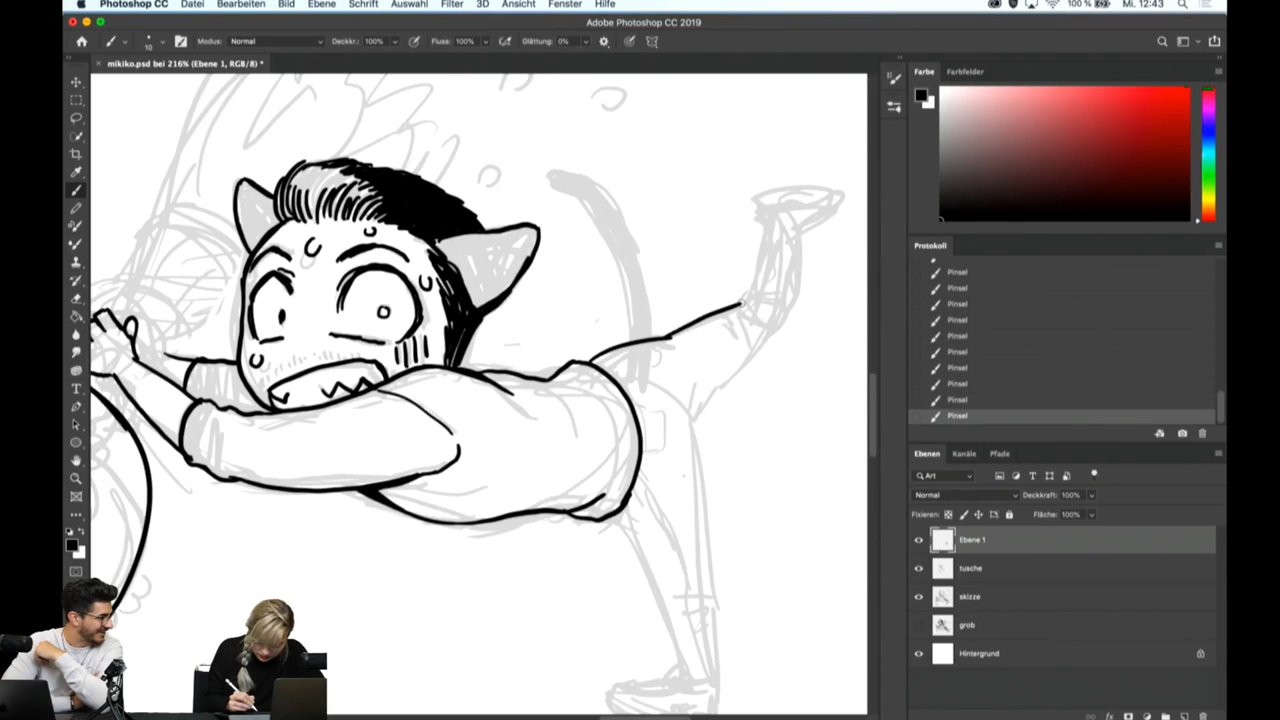 Photoshop CC Datei Bearbeiten Bild Ebene Schrift Auswahl Filter 3D Ansicht Fenster Hilfe 100 % Mi. 12:43
Adobe Photoshop CC 2019
10 Modus: Normal Deckkr.: 100% Fluss: 100% Glättung: 0%
× mikiko.psd bei 216% (Ebene 1, RGB/8) *
Farbe Farbfelder
Protokoll
Pinsel
Pinsel
Pinsel
Pinsel
Pinsel
Pinsel
Pinsel
Pinsel
Pinsel
Pinsel
Ebenen Kanäle Pfade
Art
Normal Deckkraft: 100%
Fixieren: Fläche: 100%
Ebene 1
tusche
skizze
grob
Hintergrund
fx